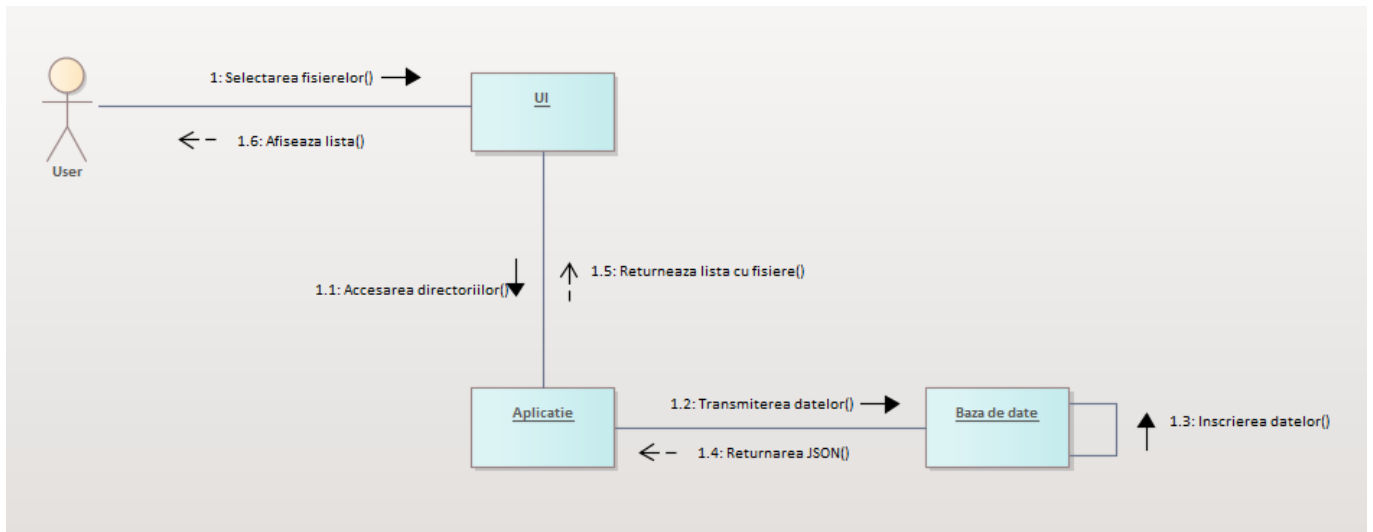 1: Selectarea fisierelor()
UI
1.6: Afiseaza lista()
User
1.5: Returneaza lista cu fisiere()
1.1: Accesarea directoriilor()
1.2: Transmiterea datelor()
Aplicatie
Baza de date
1.3: Inscrierea datelor()
1.4: Returnarea JSON()